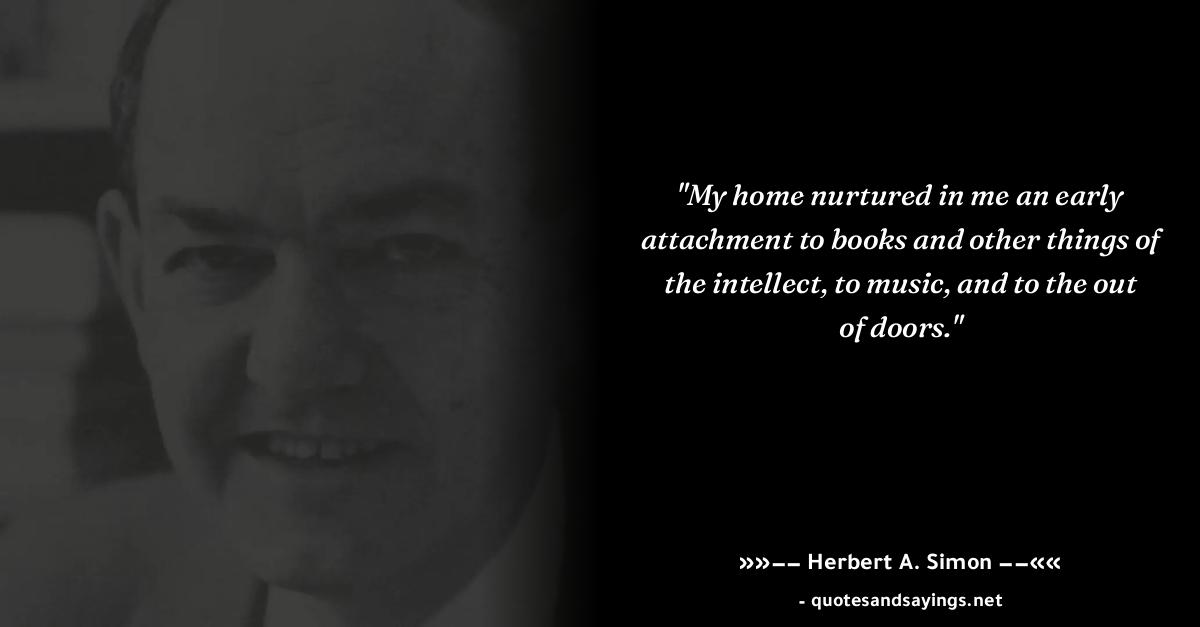 "My home nurtured in me an early
attachment to books and other things of
the intellect, to music, and to the out
of doors."
»»–– Herbert A. Simon ––««
- quotesandsayings.net